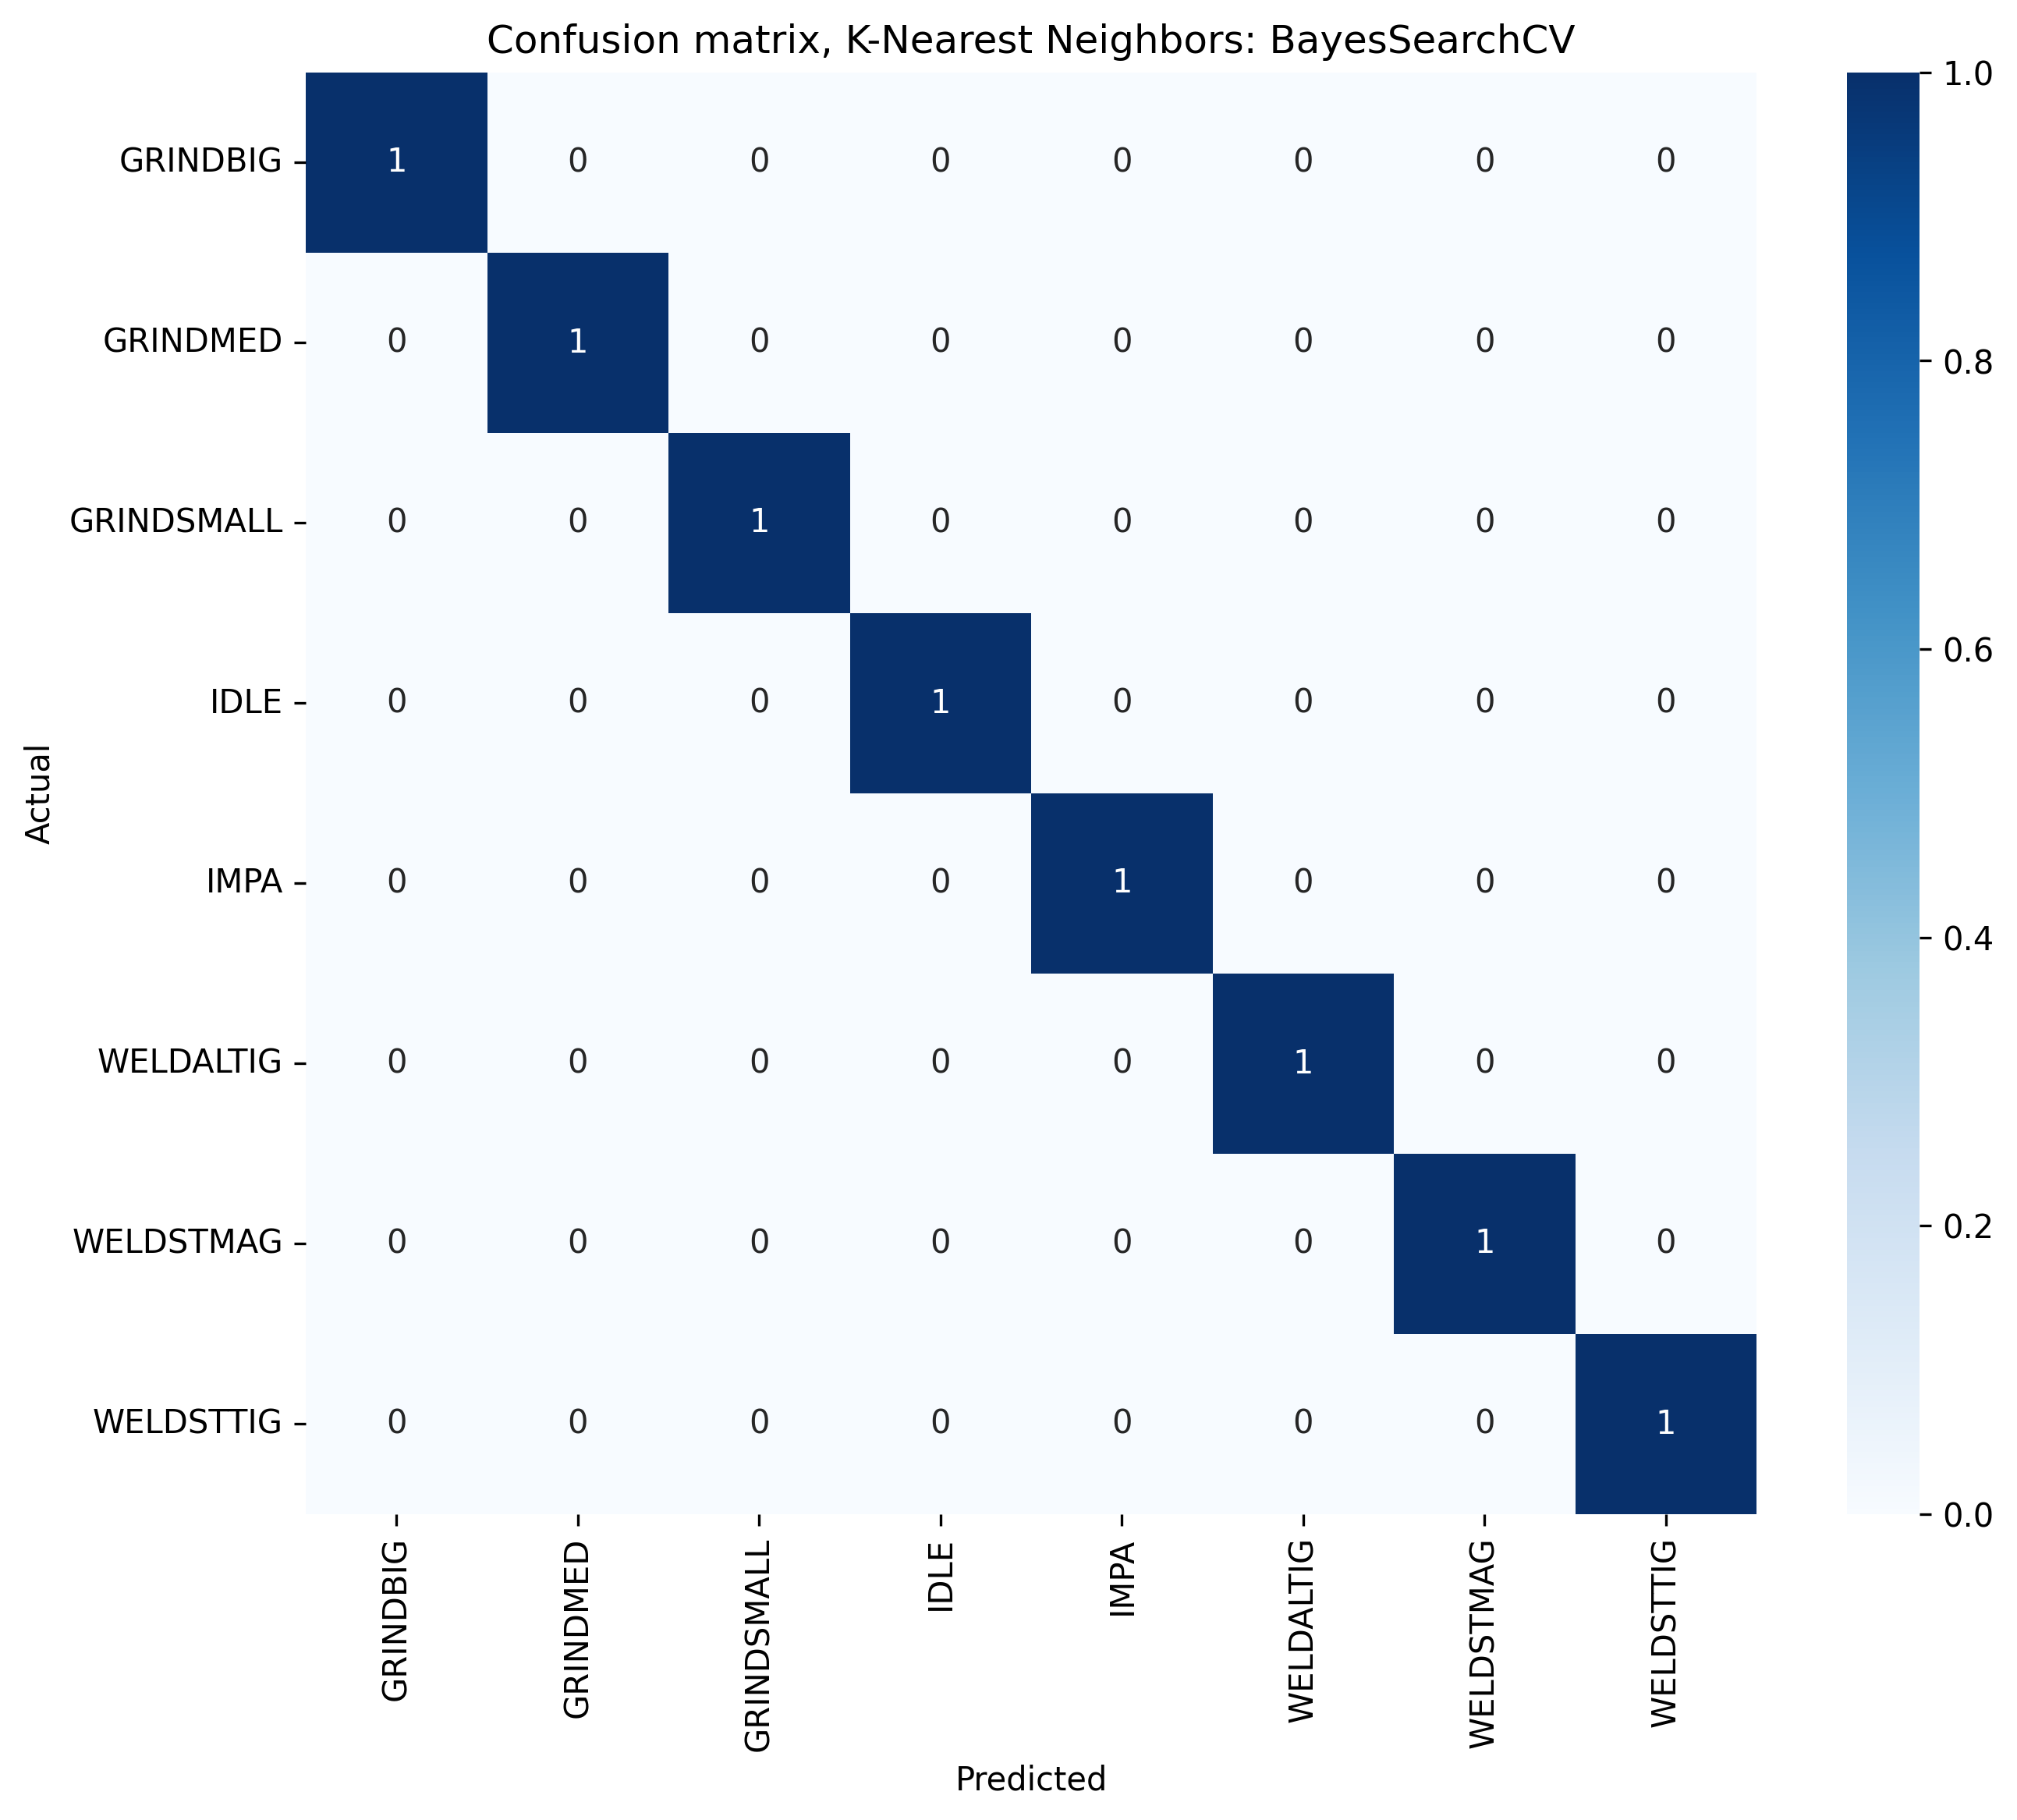 Confusion matrix, K-Nearest Neighbors: BayesSearchCV
GRINDBIG 1 0 0 0 0 0 0 0
GRINDMED 0 1 0 0 0 0 0 0
GRINDSMALL 0 0 1 0 0 0 0 0
IDLE 0 0 0 1 0 0 0 0
IMPA 0 0 0 0 1 0 0 0
WELDALTIG 0 0 0 0 0 1 0 0
WELDSTMAG 0 0 0 0 0 0 1 0
WELDSTTIG 0 0 0 0 0 0 0 1
Actual
GRINDBIG GRINDMED GRINDSMALL IDLE IMPA WELDALTIG WELDSTMAG WELDSTTIG
Predicted
1.0
0.8
0.6
0.4
0.2
0.0